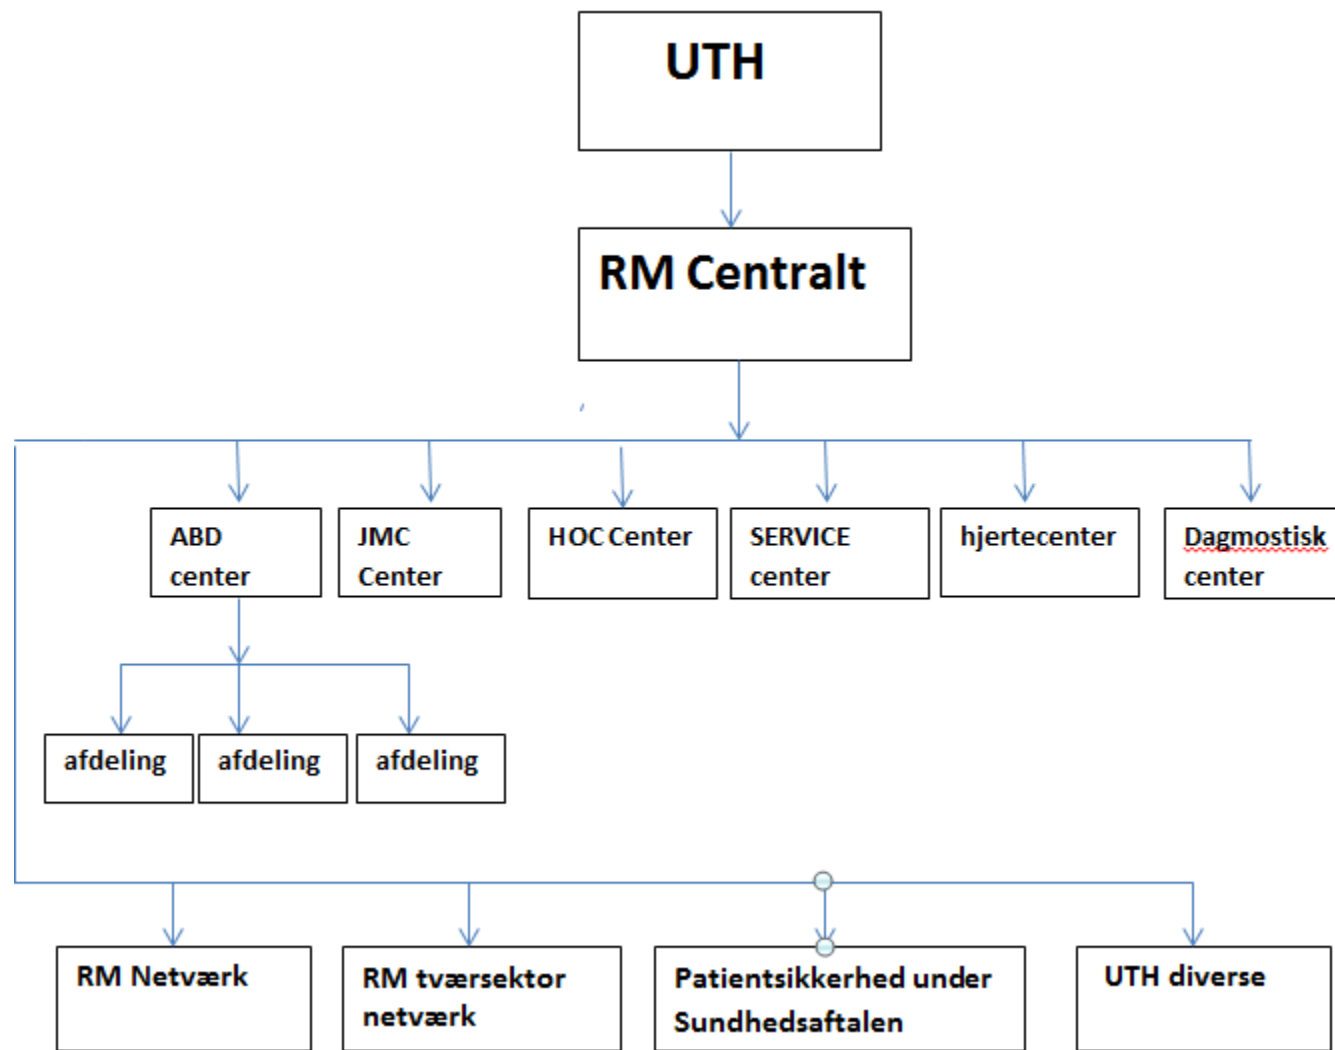 UTH
RM Centralt
ABD
center
JMC
Center
HOC Center
SERVICE
center
hjertecenter
Dagmostisk
center
afdeling
afdeling
afdeling
RM Netværk
RM tværsektor
netværk
Patientsikkerhed under
Sundhedsaftalen
UTH diverse